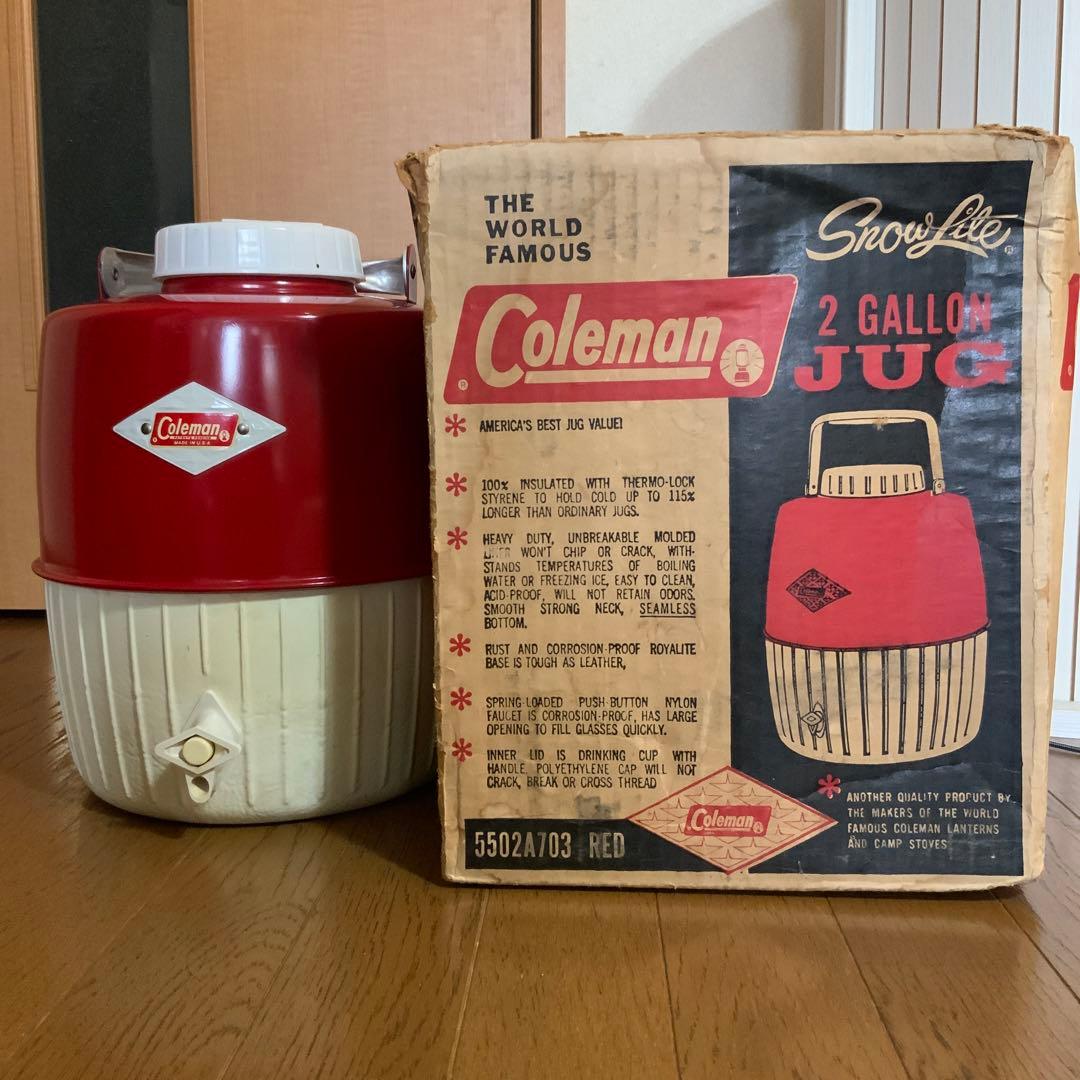 Coleman
MADE IN U.S.A
THE
WORLD
FAMOUS
Coleman
SnowLite
2 GALLON
JUG
* AMERICA'S BEST JUG VALUE!
* 100% INSULATED WITH THERMO-LOCK
STYRENE TO HOLD COLD UP TO 115%
LONGER THAN ORDINARY JUGS.
* HEAVY DUTY, UNBREAKABLE MOLDED
WON'T CHIP OR CRACK, WITH-
STANDS TEMPERATURES OF BOILING
WATER OR FREEZING ICE, EASY TO CLEAN,
ACID-PROOF, WILL NOT RETAIN ODORS.
SMOOTH STRONG NECK, SEAMLESS
BOTTOM.
* RUST AND CORROSION-PROOF ROYALITE
BASE IS TOUGH AS LEATHER,
* SPRING-LOADED PUSH-BUTTON NYLON
FAUCET IS CORROSION-PROOF, HAS LARGE
OPENING TO FILL GLASSES QUICKLY.
* INNER LID IS DRINKING CUP WITH
HANDLE. POLYETHYLENE CAP WILL NOT
CRACK, BREAK OR CROSS THREAD
Coleman
5502A703 RED
* ANOTHER QUALITY PRODUCT BY
THE MAKERS OF THE WORLD
FAMOUS COLEMAN LANTERNS
AND CAMP STOVES